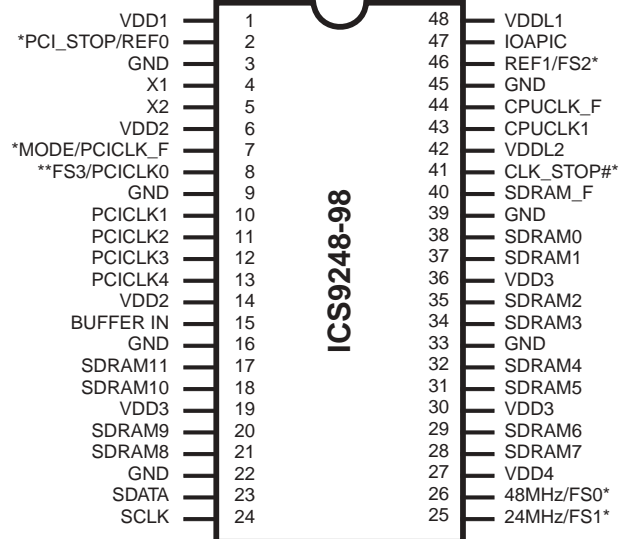 VDD1 1 48 VDDL1
*PCI_STOP/REF0 2 47 IOAPIC
GND 3 46 REF1/FS2*
X1 4 45 GND
X2 5 44 CPUCLK_F
VDD2 6 43 CPUCLK1
*MODE/PCICLK_F 7 42 VDDL2
**FS3/PCICLK0 8 41 CLK_STOP#*
GND 9 40 SDRAM_F
PCICLK1 10 39 GND
PCICLK2 11 38 SDRAM0
PCICLK3 12 37 SDRAM1
PCICLK4 13 36 VDD3
VDD2 14 35 SDRAM2
BUFFER IN 15 34 SDRAM3
GND 16 33 GND
SDRAM11 17 32 SDRAM4
SDRAM10 18 31 SDRAM5
VDD3 19 30 VDD3
SDRAM9 20 29 SDRAM6
SDRAM8 21 28 SDRAM7
GND 22 27 VDD4
SDATA 23 26 48MHz/FS0*
SCLK 24 25 24MHz/FS1*
ICS9248-98